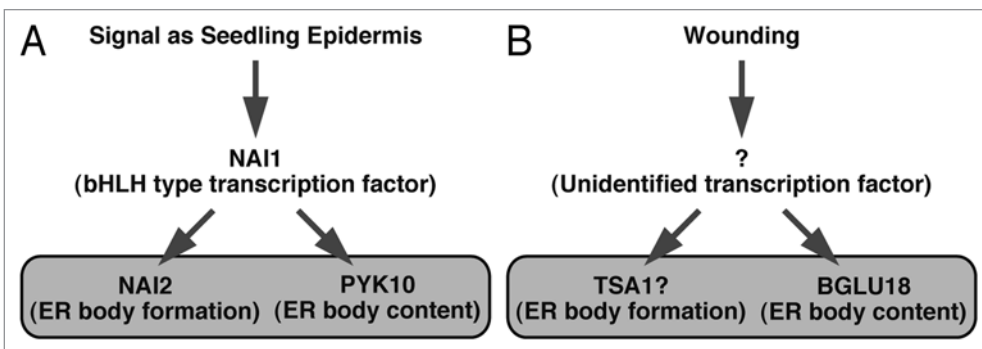 A
Signal as Seedling Epidermis
NAI1
(bHLH type transcription factor)
NAI2
(ER body formation)
PYK10
(ER body content)
B
Wounding
?
(Unidentified transcription factor)
TSA1?
(ER body formation)
BGLU18
(ER body content)